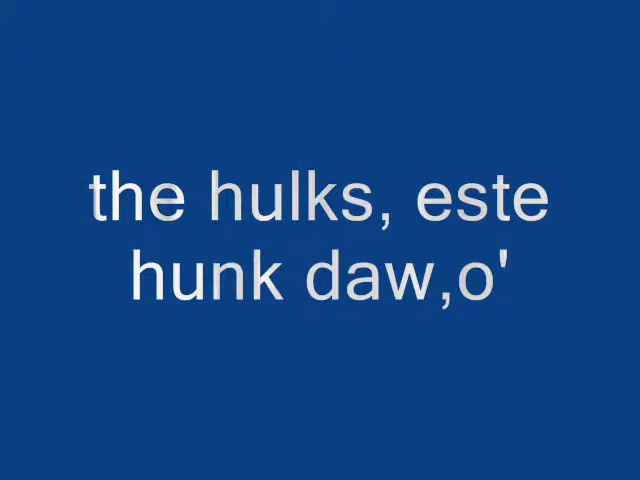 the hulks, este
hunk daw,o'